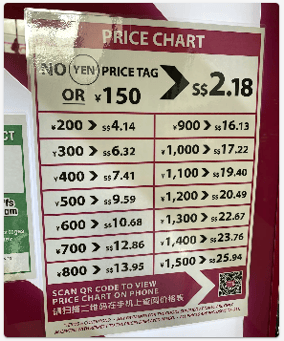 PRICE CHART
NO YEN PRICE TAG
OR ¥150
S$2.18
¥200 S$4.14
¥300 S$6.32
¥400 S$7.41
¥500 S$9.59
¥600 S$10.68
¥700 S$12.86
¥800 S$13.95
¥900 S$16.13
¥1,000 S$17.22
¥1,100 S$19.40
¥1,200 S$20.49
¥1,300 S$22.67
¥1,400 S$23.76
¥1,500 S$25.94
SCAN QR CODE TO VIEW
PRICE CHART ON PHONE
请扫描二维码在手机上查阅价格表